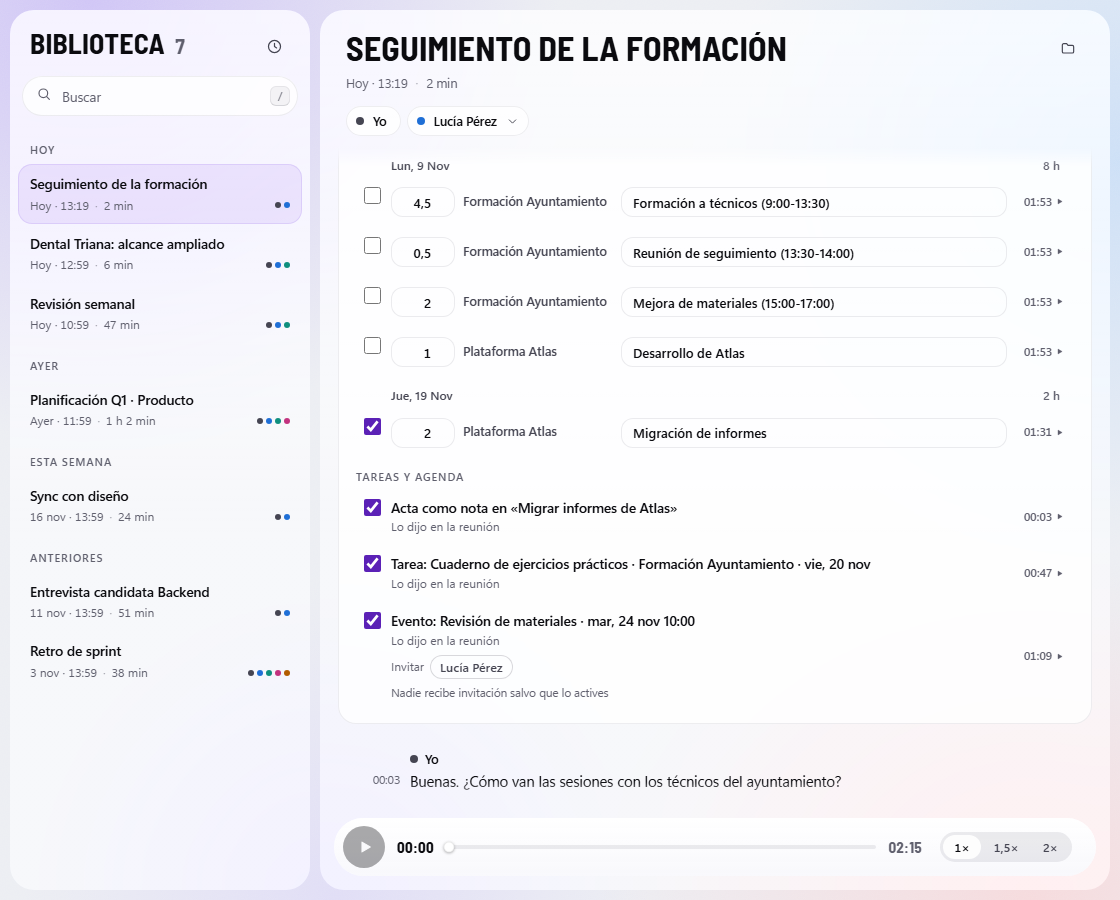 BIBLIOTECA 7
Buscar /
HOY
Seguimiento de la formación
Hoy · 13:19 · 2 min
Dental Triana: alcance ampliado
Hoy · 12:59 · 6 min
Revisión semanal
Hoy · 10:59 · 47 min
AYER
Planificación Q1 · Producto
Ayer · 11:59 · 1 h 2 min
ESTA SEMANA
Sync con diseño
16 nov · 13:59 · 24 min
ANTERIORES
Entrevista candidata Backend
11 nov · 13:59 · 51 min
Retro de sprint
3 nov · 13:59 · 38 min
SEGUIMIENTO DE LA FORMACIÓN
Hoy · 13:19 · 2 min
Yo Lucía Pérez
Lun, 9 Nov 8 h
4,5 Formación Ayuntamiento Formación a técnicos (9:00-13:30) 01:53
0,5 Formación Ayuntamiento Reunión de seguimiento (13:30-14:00) 01:53
2 Formación Ayuntamiento Mejora de materiales (15:00-17:00) 01:53
1 Plataforma Atlas Desarrollo de Atlas 01:53
Jue, 19 Nov 2 h
2 Plataforma Atlas Migración de informes 01:31
TAREAS Y AGENDA
Acta como nota en «Migrar informes de Atlas»
Lo dijo en la reunión 00:03
Tarea: Cuaderno de ejercicios prácticos · Formación Ayuntamiento · vie, 20 nov
Lo dijo en la reunión 00:47
Evento: Revisión de materiales · mar, 24 nov 10:00
Lo dijo en la reunión
Invitar Lucía Pérez 01:09
Nadie recibe invitación salvo que lo actives
Yo
00:03 Buenas. ¿Cómo van las sesiones con los técnicos del ayuntamiento?
00:00 02:15 1× 1,5× 2×